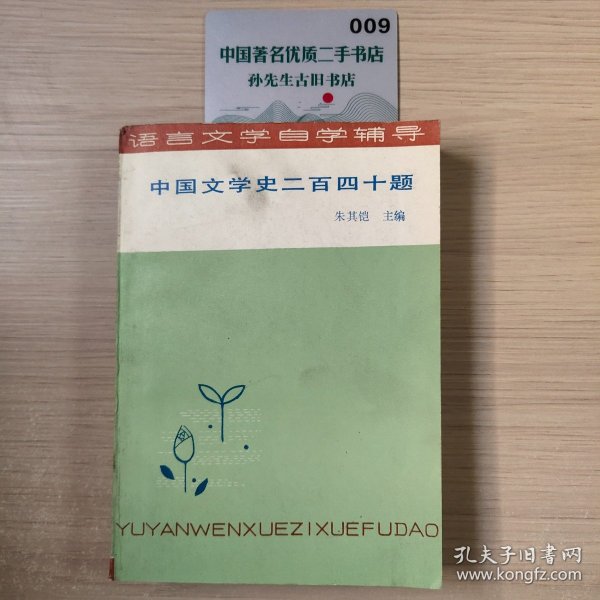 009
中国著名优质二手书店
孙先生古旧书店
语言文学自学辅导
中国文学史二百四十题
朱其铠 主编
YUYANWENXUEZIXUEFUDAO
孔夫子旧书网
www.kongfz.com